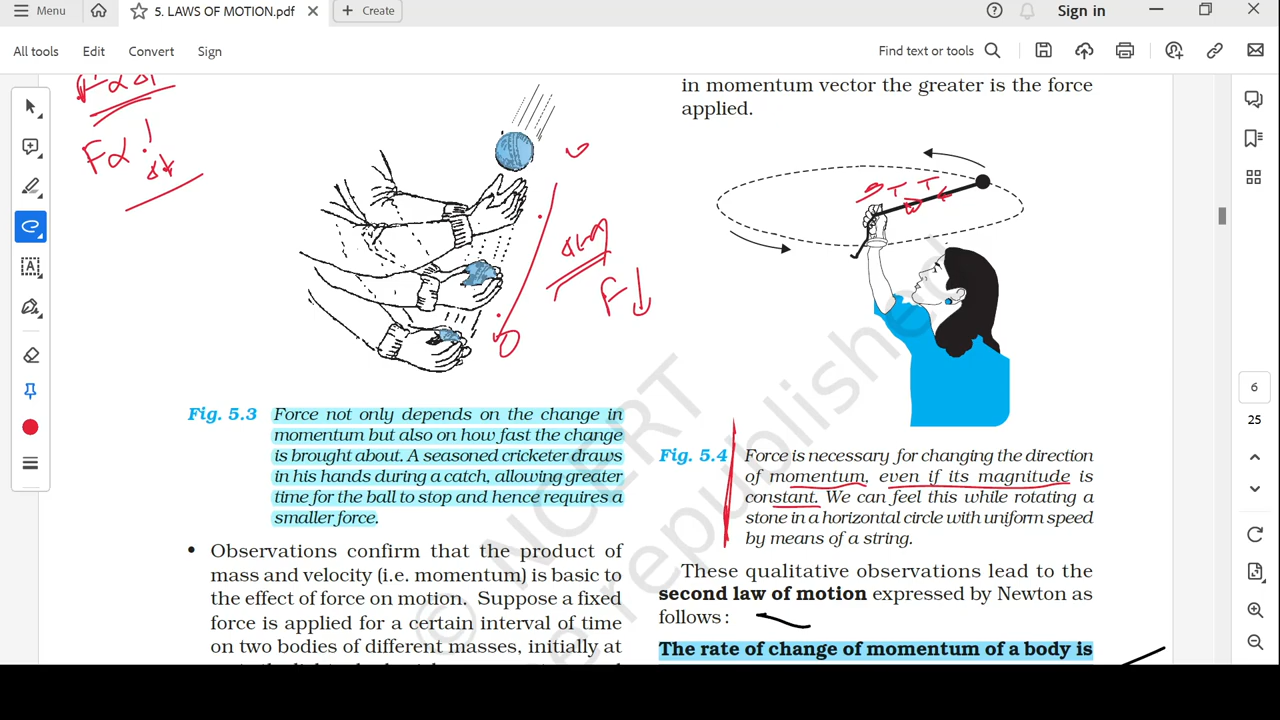 Menu
5. LAWS OF MOTION.pdf
Create
Sign in
All tools
Edit
Convert
Sign
Find text or tools
F α
F α 1
Δt
F↓
Fig. 5.3 Force not only depends on the change in
momentum but also on how fast the change
is brought about. A seasoned cricketer draws
in his hands during a catch, allowing greater
time for the ball to stop and hence requires a
smaller force.
• Observations confirm that the product of
mass and velocity (i.e. momentum) is basic to
the effect of force on motion. Suppose a fixed
force is applied for a certain interval of time
on two bodies of different masses, initially at
in momentum vector the greater is the force
applied.
T T
Fig. 5.4 Force is necessary for changing the direction
of momentum, even if its magnitude is
constant. We can feel this while rotating a
stone in a horizontal circle with uniform speed
by means of a string.
These qualitative observations lead to the
second law of motion expressed by Newton as
follows :
The rate of change of momentum of a body is
© NCERT
e republished
6
25